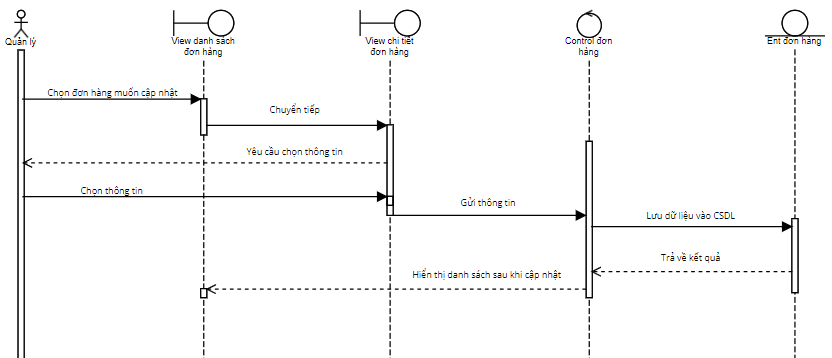 Quản lý
View danh sách
đơn hàng
View chi tiết
đơn hàng
Control đơn
hàng
Ent đơn hàng
Chọn đơn hàng muốn cập nhật
Chuyển tiếp
Yêu cầu chọn thông tin
Chọn thông tin
Gửi thông tin
Lưu dữ liệu vào CSDL
Trả về kết quả
Hiển thị danh sách sau khi cập nhật